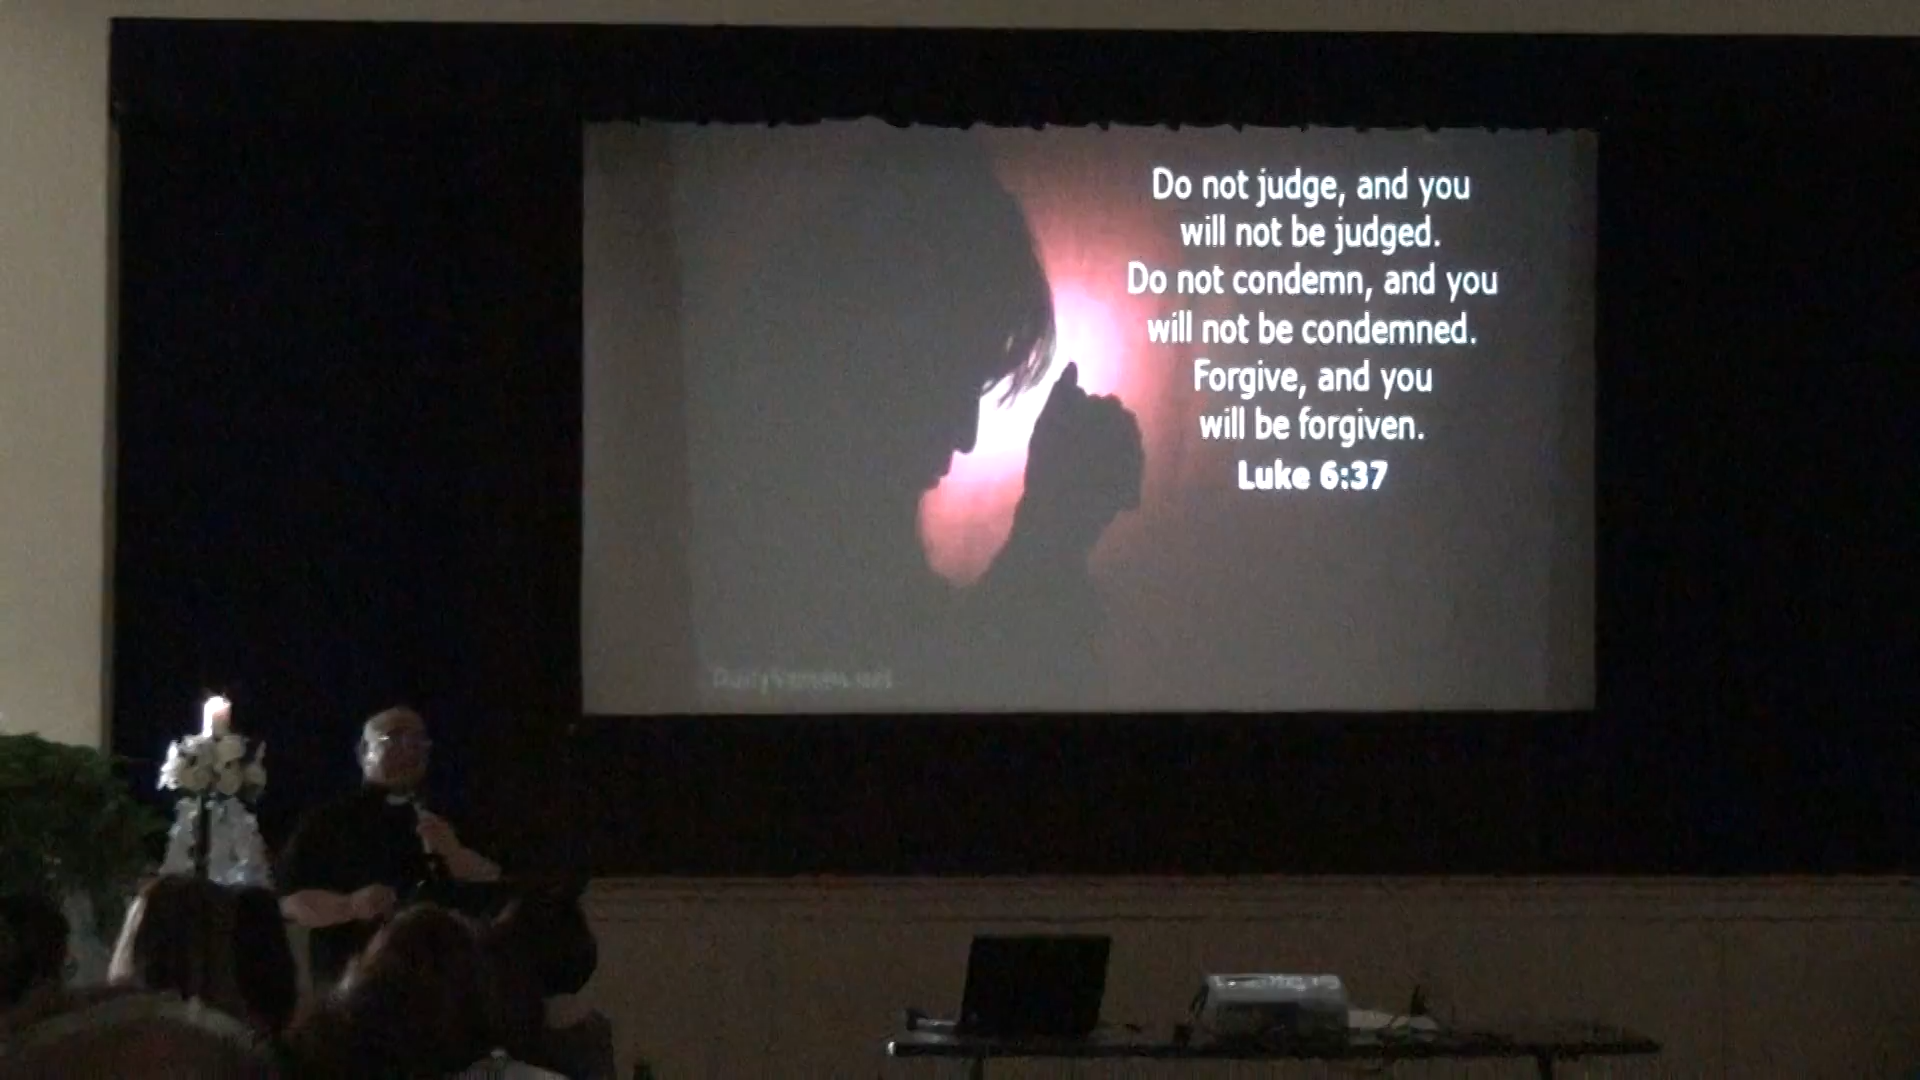 Do not judge, and you
will not be judged.
Do not condemn, and you
will not be condemned.
Forgive, and you
will be forgiven.
Luke 6:37